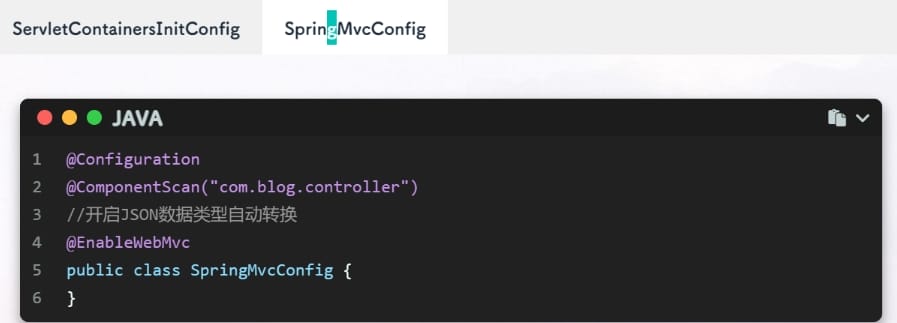 ServletContainersInitConfig SpringMvcConfig
JAVA
1 @Configuration
2 @ComponentScan("com.blog.controller")
3 //开启JSON数据类型自动转换
4 @EnableWebMvc
5 public class SpringMvcConfig {
6 }